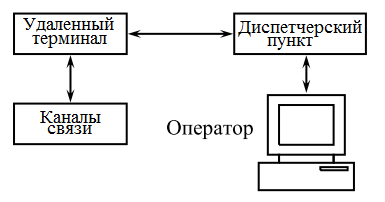 Удаленный
терминал
Диспетчерский
пункт
Каналы
связи
Оператор